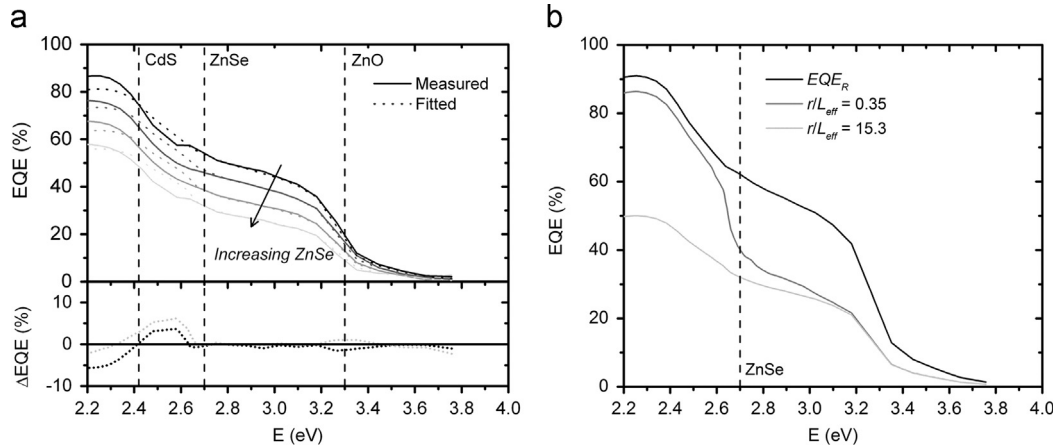 a
b
CdS
ZnSe
ZnO
Measured
Fitted
Increasing ZnSe
EQE (%)
100
80
60
40
20
0
ΔEQE (%)
10
0
-10
2.2 2.4 2.6 2.8 3.0 3.2 3.4 3.6 3.8 4.0
E (eV)
EQE_R
r/L_eff = 0.35
r/L_eff = 15.3
ZnSe
EQE (%)
100
80
60
40
20
0
2.2 2.4 2.6 2.8 3.0 3.2 3.4 3.6 3.8 4.0
E (eV)